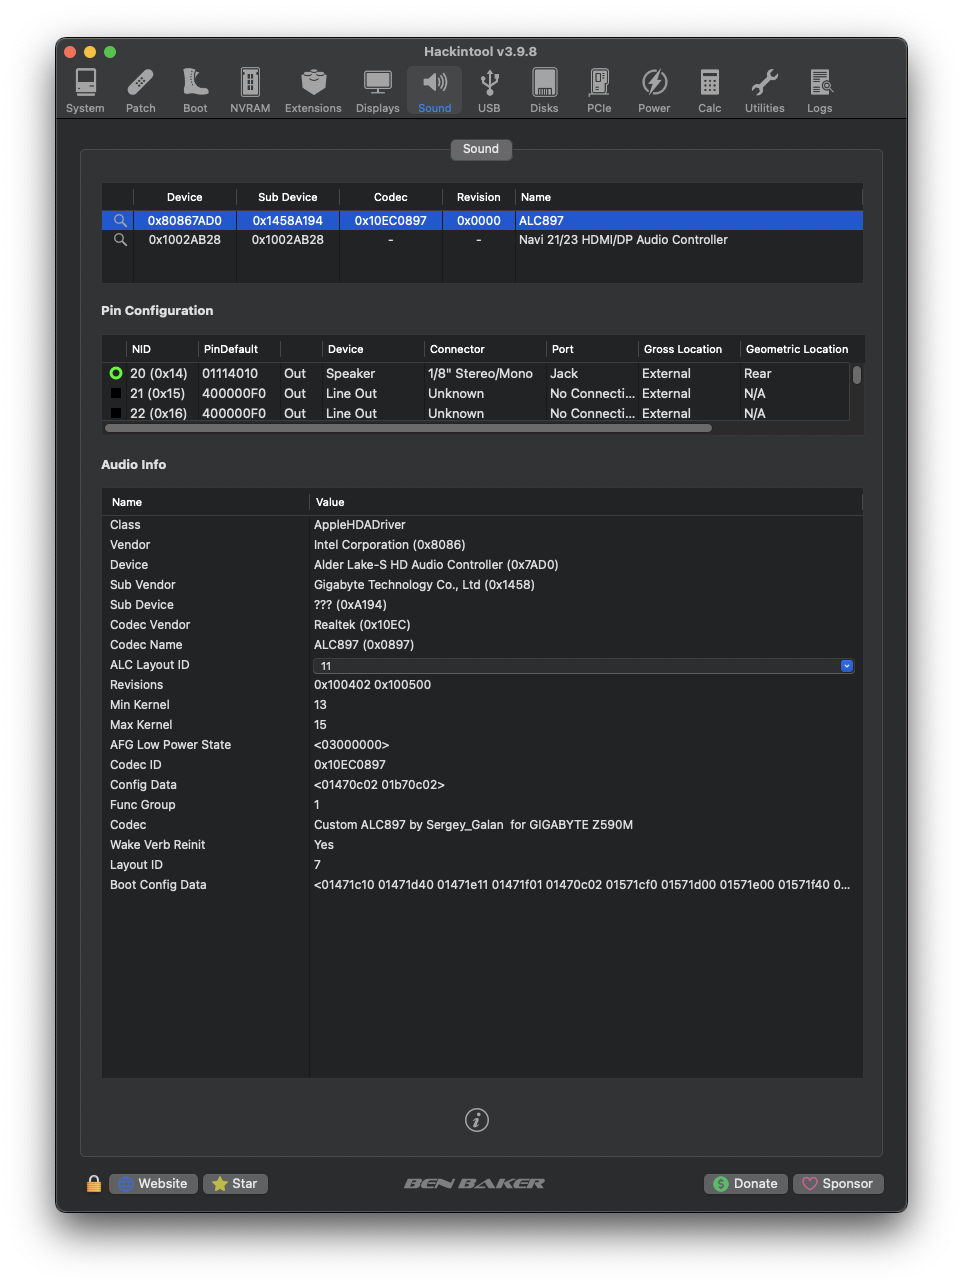 Hackintool v3.9.8
System Patch Boot NVRAM Extensions Displays Sound USB Disks PCIe Power Calc Utilities Logs
Sound
Device Sub Device Codec Revision Name
0x80867AD0 0x1458A194 0x10EC0897 0x0000 ALC897
0x1002AB28 0x1002AB28 - - Navi 21/23 HDMI/DP Audio Controller
Pin Configuration
NID PinDefault Device Connector Port Gross Location Geometric Location
20 (0x14) 01114010 Out Speaker 1/8" Stereo/Mono Jack External Rear
21 (0x15) 400000F0 Out Line Out Unknown No Connecti... External N/A
22 (0x16) 400000F0 Out Line Out Unknown No Connecti... External N/A
Audio Info
Name Value
Class AppleHDADriver
Vendor Intel Corporation (0x8086)
Device Alder Lake-S HD Audio Controller (0x7AD0)
Sub Vendor Gigabyte Technology Co., Ltd (0x1458)
Sub Device ??? (0xA194)
Codec Vendor Realtek (0x10EC)
Codec Name ALC897 (0x0897)
ALC Layout ID 11
Revisions 0x100402 0x100500
Min Kernel 13
Max Kernel 15
AFG Low Power State <03000000>
Codec ID 0x10EC0897
Config Data <01470c02 01b70c02>
Func Group 1
Codec Custom ALC897 by Sergey_Galan for GIGABYTE Z590M
Wake Verb Reinit Yes
Layout ID 7
Boot Config Data <01471c10 01471d40 01471e11 01471f01 01470c02 01571cf0 01571d00 01571e00 01571f40 0...
Website Star BEN BAKER Donate Sponsor